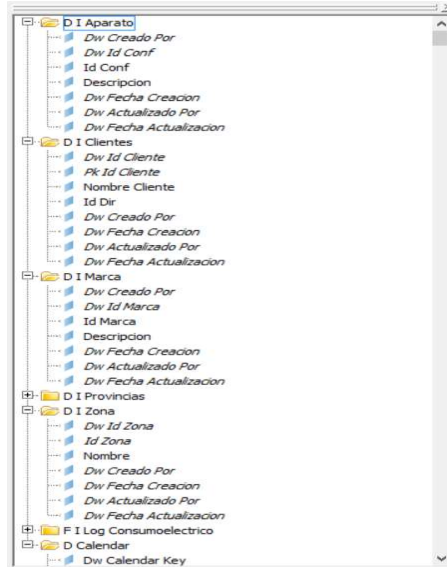 D I Aparato
Dw Creado Por
Dw Id Conf
Id Conf
Descripcion
Dw Fecha Creacion
Dw Actualizado Por
Dw Fecha Actualizacion
D I Clientes
Dw Id Cliente
Pk Id Cliente
Nombre Cliente
Id Dir
Dw Creado Por
Dw Fecha Creacion
Dw Actualizado Por
Dw Fecha Actualizacion
D I Marca
Dw Creado Por
Dw Id Marca
Id Marca
Descripcion
Dw Fecha Creacion
Dw Actualizado Por
Dw Fecha Actualizacion
D I Provincias
D I Zona
Dw Id Zona
Id Zona
Nombre
Dw Creado Por
Dw Fecha Creacion
Dw Actualizado Por
Dw Fecha Actualizacion
F I Log Consumoelectrico
D Calendar
Dw Calendar Key